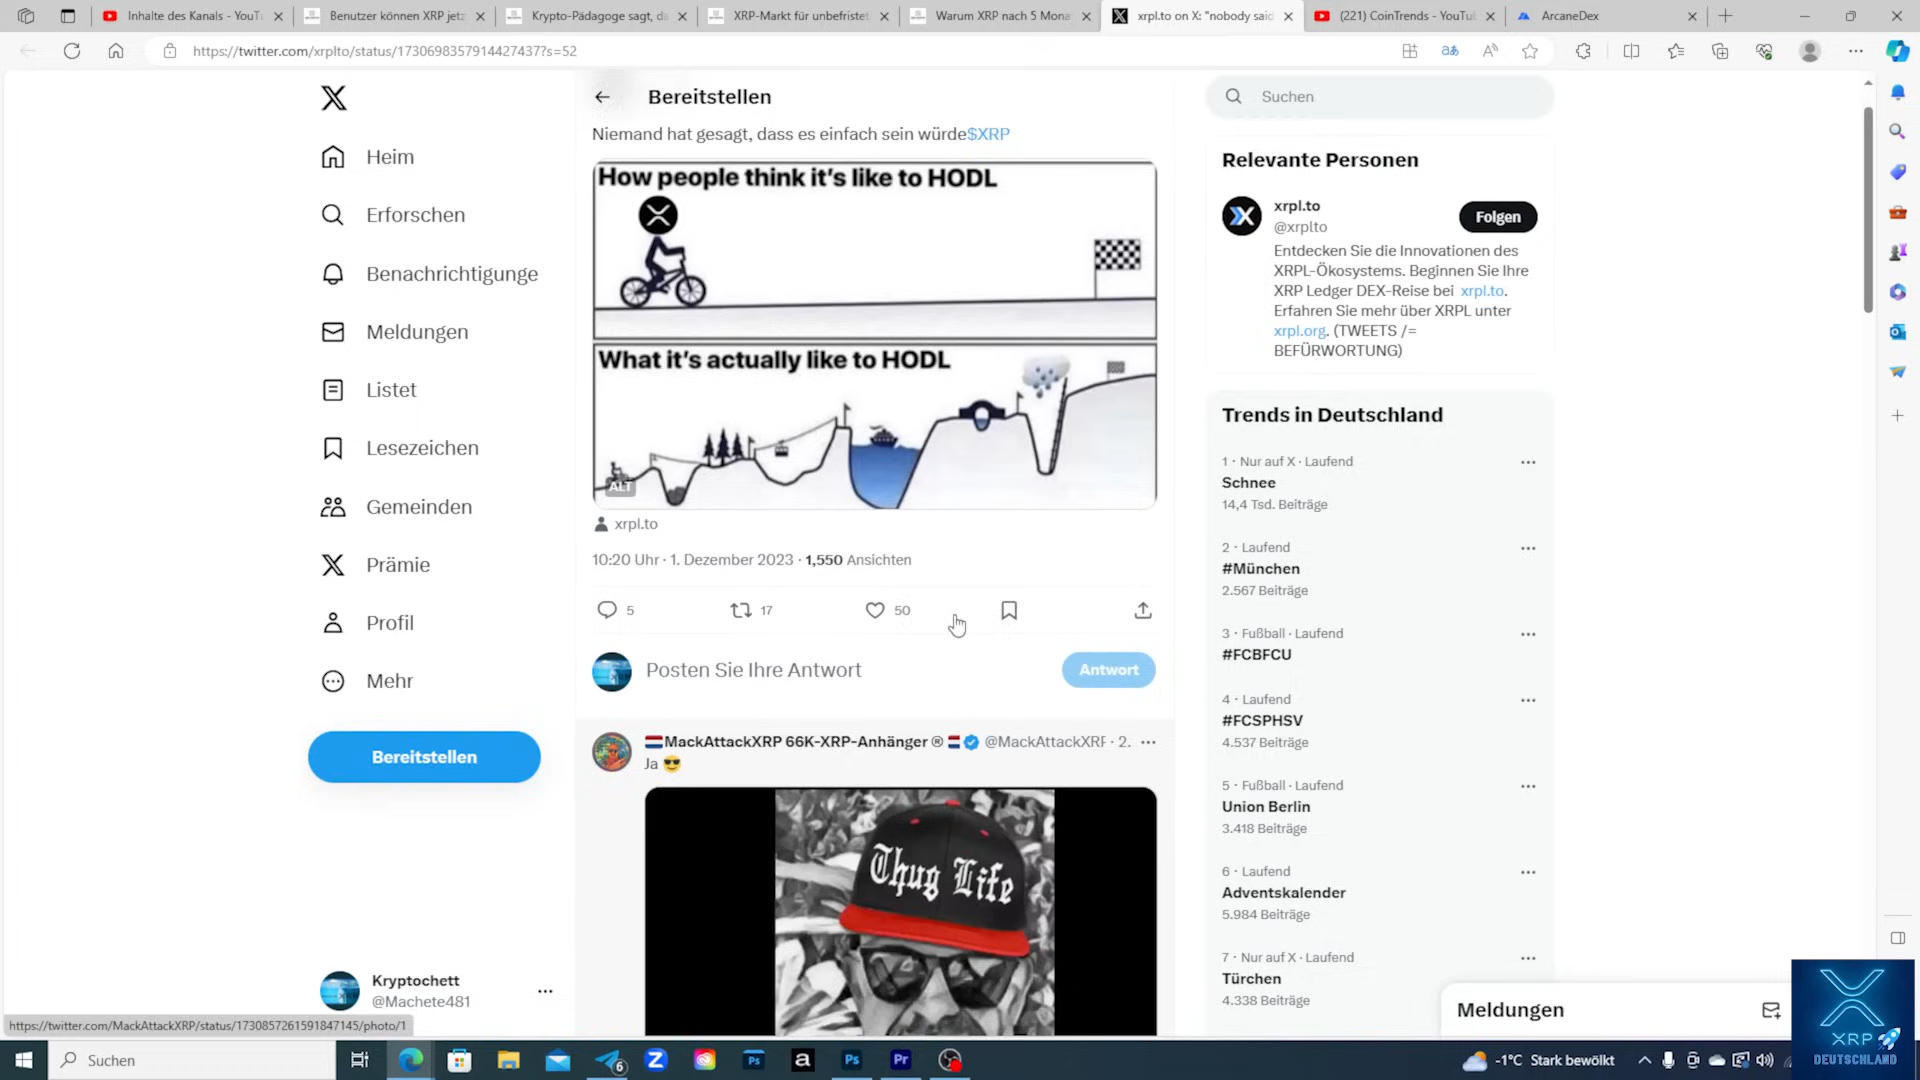 Inhalte des Kanals - YouTu
Benutzer können XRP jetz
Krypto-Pädagoge sagt, da
XRP-Markt für unbefristet
Warum XRP nach 5 Mona
xrpl.to on X: "nobody said
(221) CoinTrends - YouTu
ArcaneDex
https://twitter.com/xrplto/status/1730698357914427437?s=52
Bereitstellen
Niemand hat gesagt, dass es einfach sein würde$XRP
How people think it's like to HODL
What it's actually like to HODL
ALT
xrpl.to
10:20 Uhr · 1. Dezember 2023 · 1,550 Ansichten
5
17
50
Posten Sie Ihre Antwort
Antwort
MackAttackXRP 66K-XRP-Anhänger ® @MackAttackXRF · 2.
Ja 😎
Thug Life
Heim
Erforschen
Benachrichtigunge
Meldungen
Listet
Lesezeichen
Gemeinden
Prämie
Profil
Mehr
Bereitstellen
Kryptochett
@Machete481
Suchen
Relevante Personen
xrpl.to
@xrplto
Folgen
Entdecken Sie die Innovationen des
XRPL-Ökosystems. Beginnen Sie Ihre
XRP Ledger DEX-Reise bei xrpl.to.
Erfahren Sie mehr über XRPL unter
xrpl.org. (TWEETS /=
BEFÜRWORTUNG)
Trends in Deutschland
1 · Nur auf X · Laufend
Schnee
14,4 Tsd. Beiträge
2 · Laufend
#München
2.567 Beiträge
3 · Fußball · Laufend
#FCBFCU
4 · Laufend
#FCSPHSV
4.537 Beiträge
5 · Fußball · Laufend
Union Berlin
3.418 Beiträge
6 · Laufend
Adventskalender
5.984 Beiträge
7 · Nur auf X · Laufend
Türchen
4.338 Beiträge
Meldungen
XRP
DEUTSCHLAND
https://twitter.com/MackAttackXRP/status/1730857261591847145/photo/1
Suchen
6
-1°C Stark bewölkt